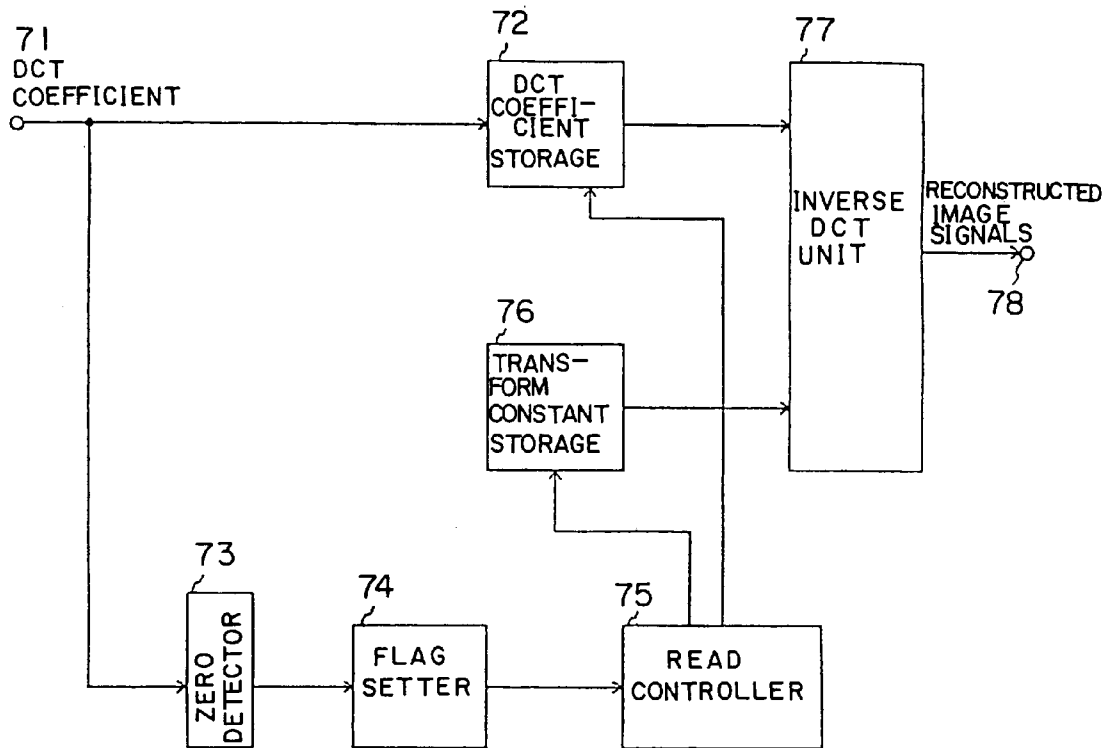 71
DCT
COEFFICIENT
72
DCT
COEFFI-
CIENT
STORAGE
77
INVERSE
DCT
UNIT
RECONSTRUCTED
IMAGE
SIGNALS
78
76
TRANS-
FORM
CONSTANT
STORAGE
73
ZERO
DETECTOR
74
FLAG
SETTER
75
READ
CONTROLLER